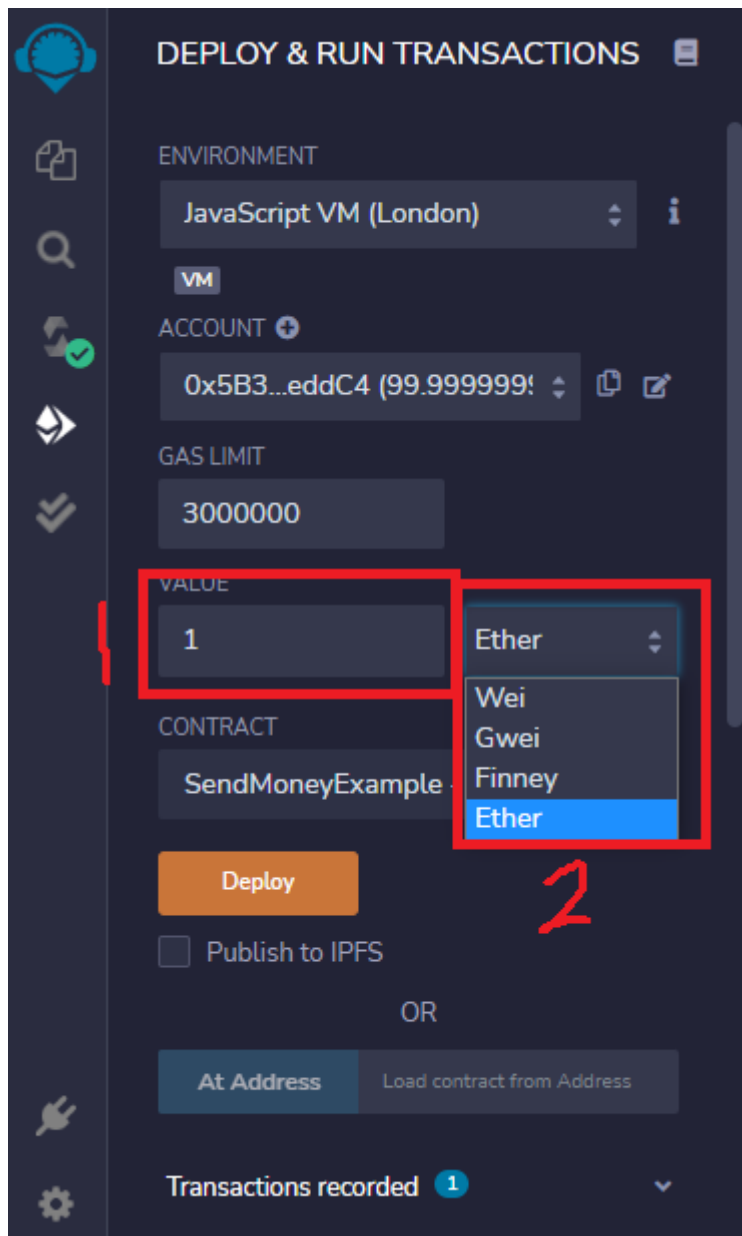 DEPLOY & RUN TRANSACTIONS
ENVIRONMENT
JavaScript VM (London)
VM
ACCOUNT
0x5B3...eddC4 (99.9999999
GAS LIMIT
3000000
VALUE
1
1 Ether
Wei
Gwei
Finney
Ether
CONTRACT
SendMoneyExample -
2
Deploy
Publish to IPFS
OR
At Address Load contract from Address
Transactions recorded 1